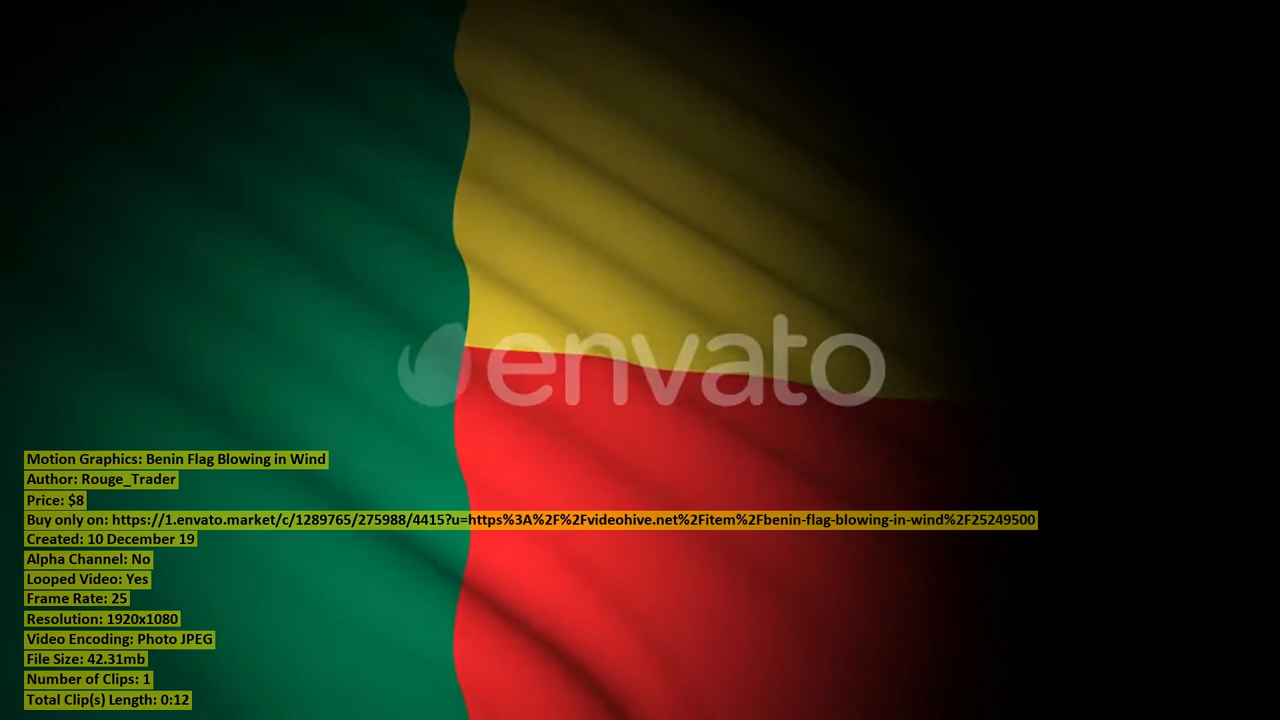 envato
Motion Graphics: Benin Flag Blowing in Wind
Author: Rouge_Trader
Price: $8
Buy only on: https://1.envato.market/c/1289765/275988/4415?u=https%3A%2F%2Fvideohive.net%2Fitem%2Fbenin-flag-blowing-in-wind%2F25249500
Created: 10 December 19
Alpha Channel: No
Looped Video: Yes
Frame Rate: 25
Resolution: 1920x1080
Video Encoding: Photo JPEG
File Size: 42.31mb
Number of Clips: 1
Total Clip(s) Length: 0:12